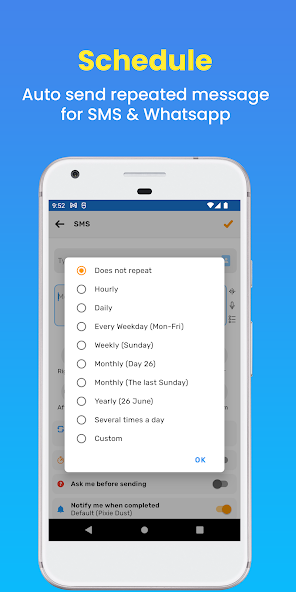 Schedule
Auto send repeated message
for SMS & Whatsapp
9:52
SMS
Does not repeat
Hourly
Daily
Every Weekday (Mon-Fri)
Weekly (Sunday)
Monthly (Day 26)
Monthly (The last Sunday)
Yearly (26 June)
Several times a day
Custom
OK
Ask me before sending
Notify me when completed
Default (Pixie Dust)